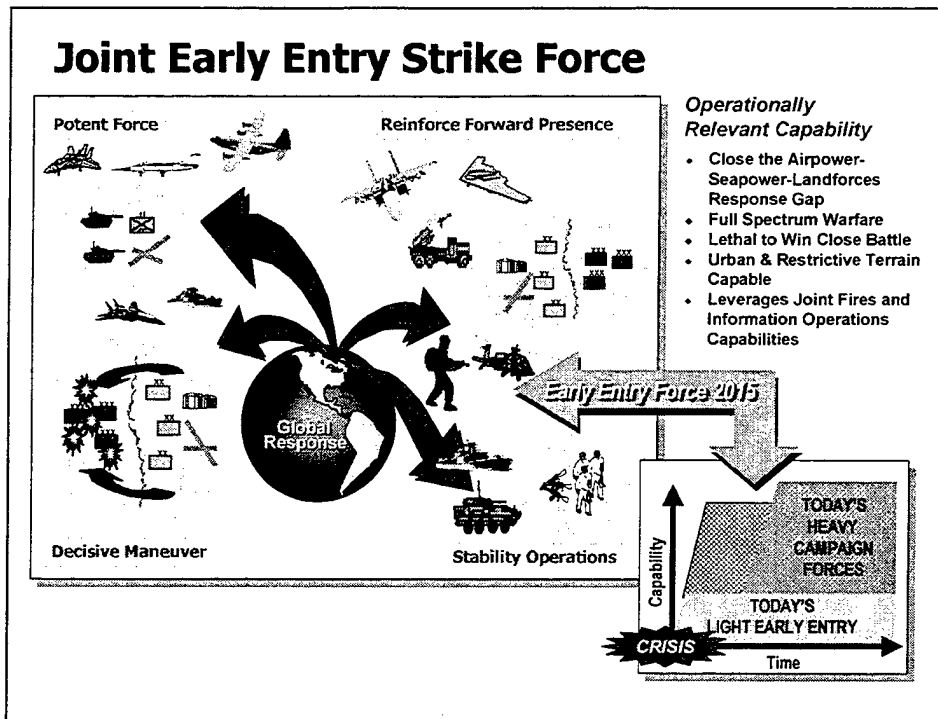 Joint Early Entry Strike Force
Potent Force
Reinforce Forward Presence
Global
Response
Decisive Maneuver
Stability Operations
Operationally
Relevant Capability
• Close the Airpower-
Seapower-Landforces
Response Gap
• Full Spectrum Warfare
• Lethal to Win Close Battle
• Urban & Restrictive Terrain
Capable
• Leverages Joint Fires and
Information Operations
Capabilities
Early Entry Force 2015
Capability
TODAY'S
HEAVY
CAMPAIGN
FORCES
TODAY'S
LIGHT EARLY ENTRY
CRISIS
Time